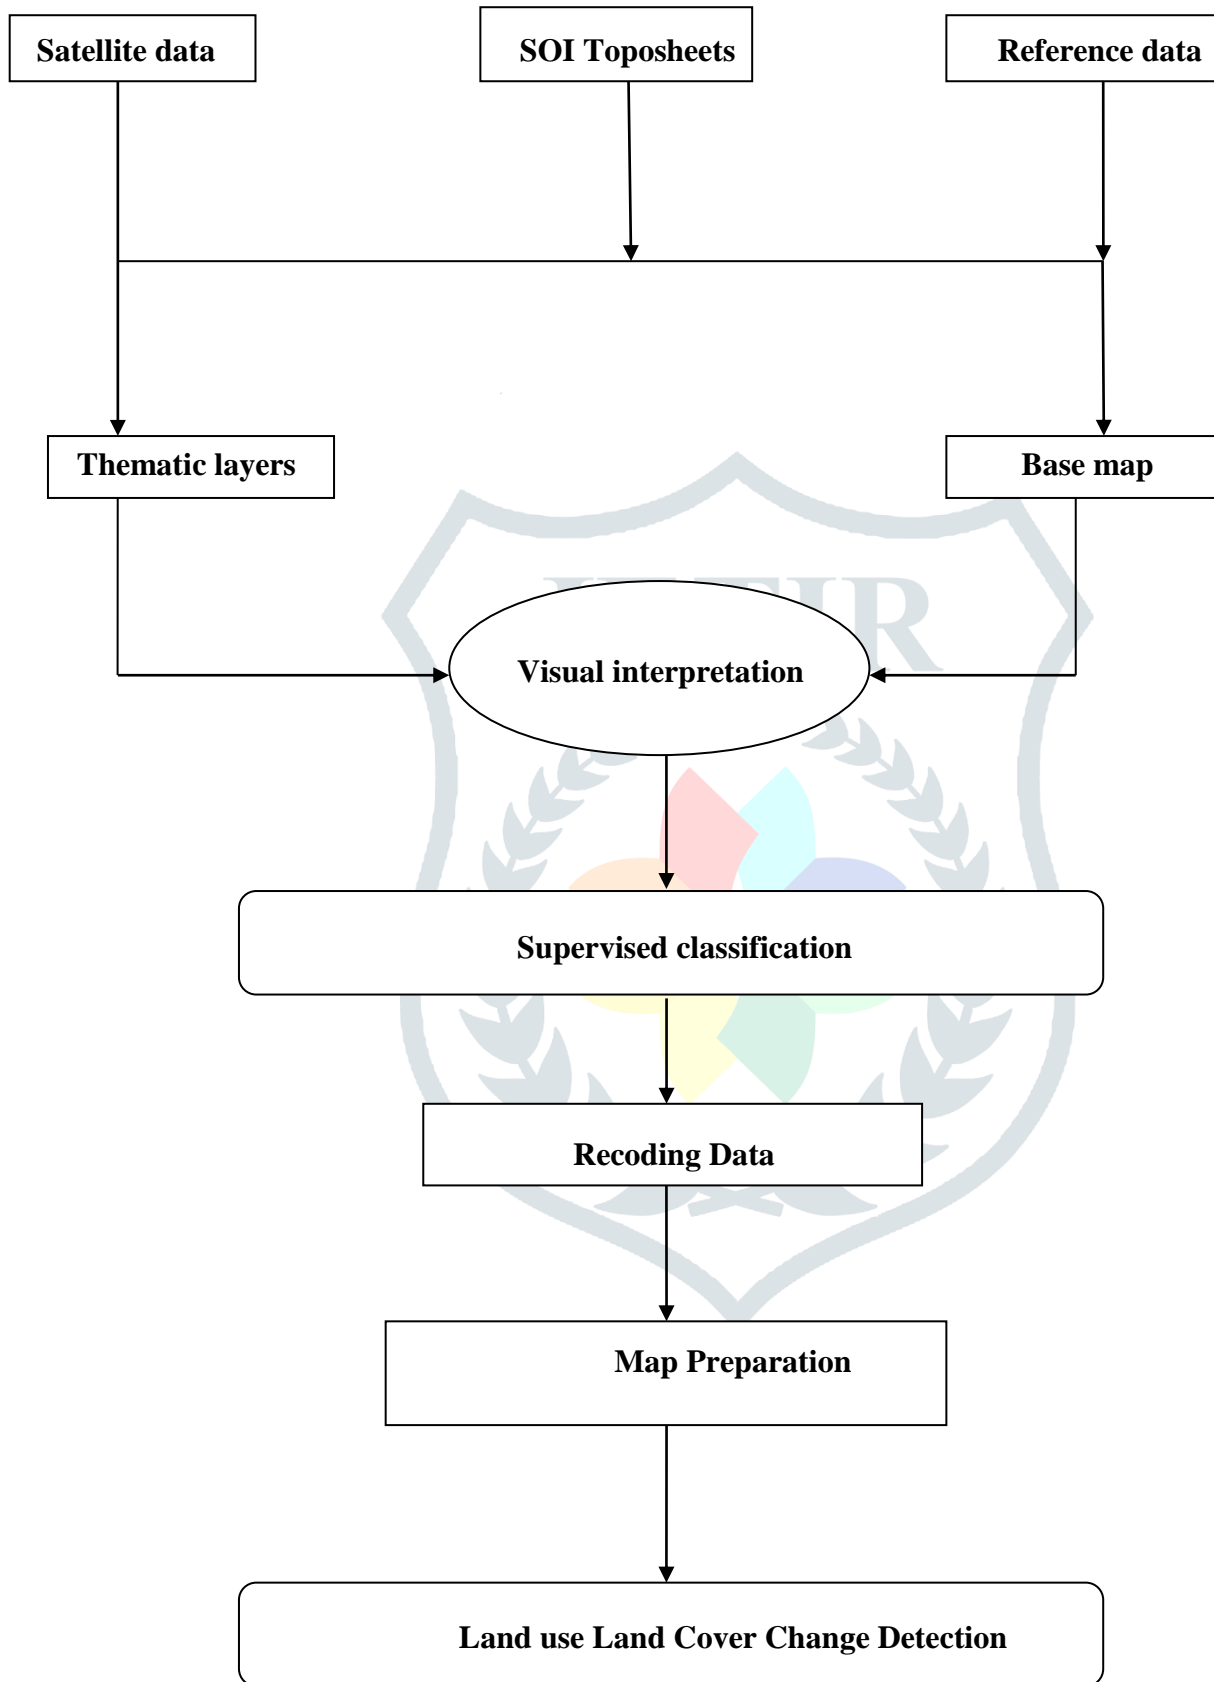 Satellite data
SOI Toposheets
Reference data
Thematic layers
Base map
Visual interpretation
Supervised classification
Recoding Data
Map Preparation
Land use Land Cover Change Detection